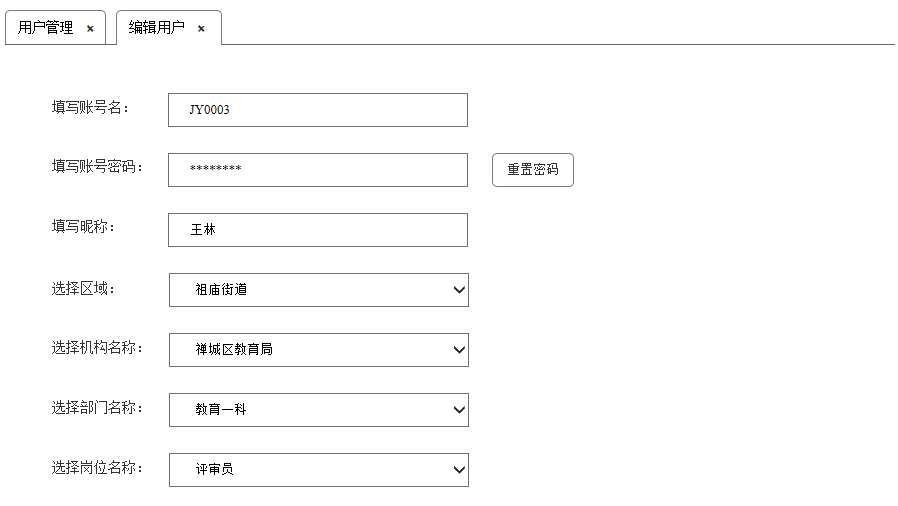 用户管理 × 编辑用户 ×
填写账号名： JY0003
填写账号密码： ******** 重置密码
填写昵称： 王林
选择区域： 祖庙街道
选择机构名称： 禅城区教育局
选择部门名称： 教育一科
选择岗位名称： 评审员